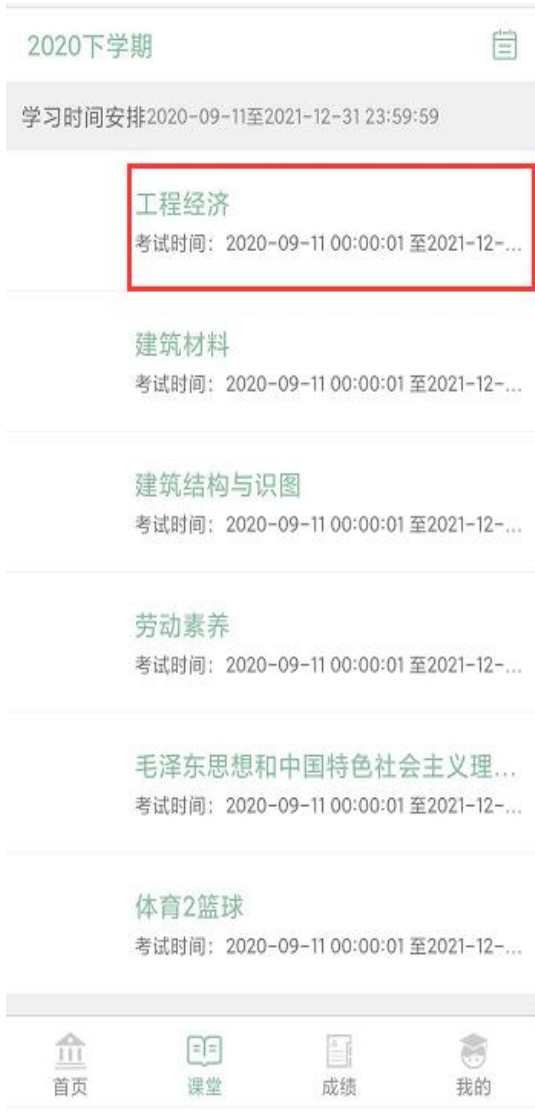 2020下学期
学习时间安排2020-09-11至2021-12-31 23:59:59
工程经济
考试时间：2020-09-11 00:00:01 至2021-12-...
建筑材料
考试时间：2020-09-11 00:00:01 至2021-12-...
建筑结构与识图
考试时间：2020-09-11 00:00:01 至2021-12-...
劳动素养
考试时间：2020-09-11 00:00:01 至2021-12-...
毛泽东思想和中国特色社会主义理...
考试时间：2020-09-11 00:00:01 至2021-12-...
体育2篮球
考试时间：2020-09-11 00:00:01 至2021-12-...
首页 课堂 成绩 我的